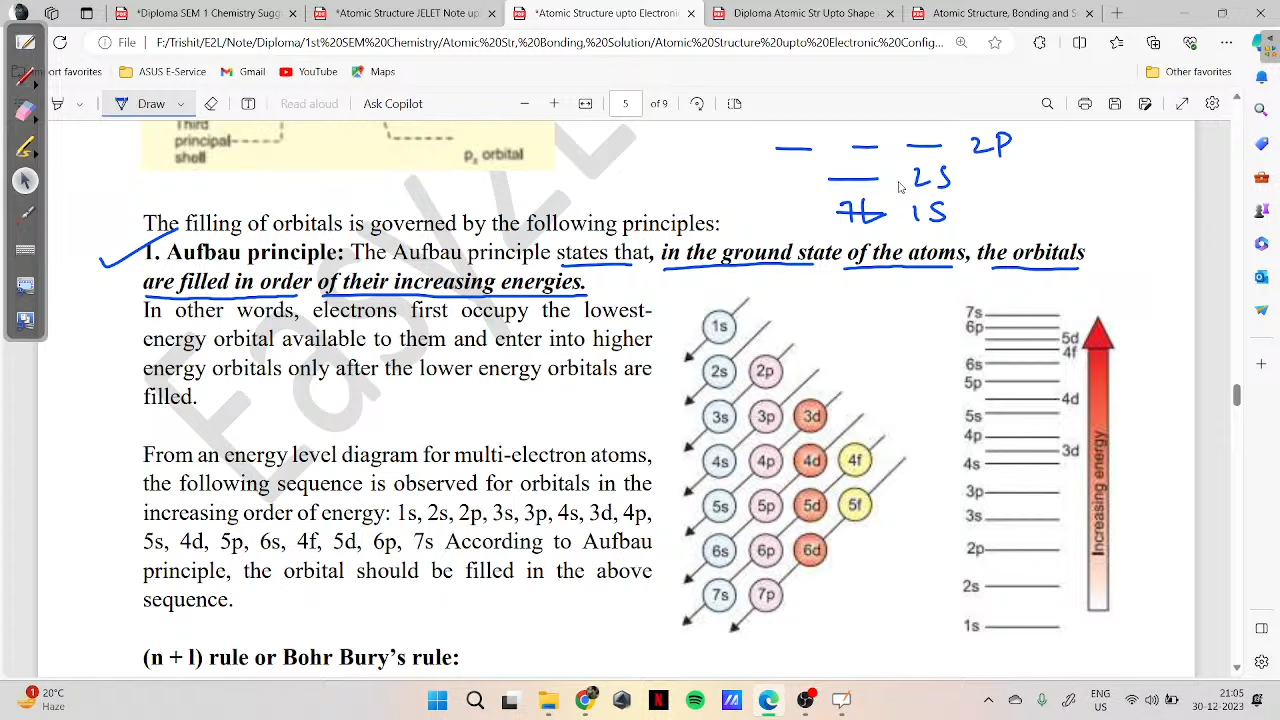 *Diploma SEM 1 Chemistry Sugg
*Atomic Structure JELET Note up
*Atomic Structure upto Electronic
Diploma Atomic St.Upto Shape
Atomic Structure, Bonding and S
File
F:/Trishit/E2L/Note/Diploma/1st%20SEM%20Chemistry/Atomic%20Str,%20Bonding,%20Solution/Atomic%20Structure%20upto%20Electronic%20Config...
mport favorites
ASUS E-Service
Gmail
YouTube
Maps
Other favorites
Draw
Read aloud
Ask Copilot
5
of 9
Third
principal
shell
orbital
2P
2S
1S
The filling of orbitals is governed by the following principles:
1. Aufbau principle: The Aufbau principle states that, in the ground state of the atoms, the orbitals
are filled in order of their increasing energies.
In other words, electrons first occupy the lowest-
energy orbital available to them and enter into higher
energy orbitals only after the lower energy orbitals are
filled.
From an energy level diagram for multi-electron atoms,
the following sequence is observed for orbitals in the
increasing order of energy: 1s, 2s, 2p, 3s, 3p, 4s, 3d, 4p,
5s, 4d, 5p, 6s, 4f, 5d, 6p, 7s According to Aufbau
principle, the orbital should be filled in the above
sequence.
(n + l) rule or Bohr Bury's rule:
1s
2s 2p
3s 3p 3d
4s 4p 4d 4f
5s 5p 5d 5f
6s 6p 6d
7s 7p
7s
6p
5d
4f
6s
5p
4d
5s
4p
3d
4s
3p
3s
2p
2s
1s
Increasing energy
1
20°C
Haze
ENG
IN
21:05
30-12-2023